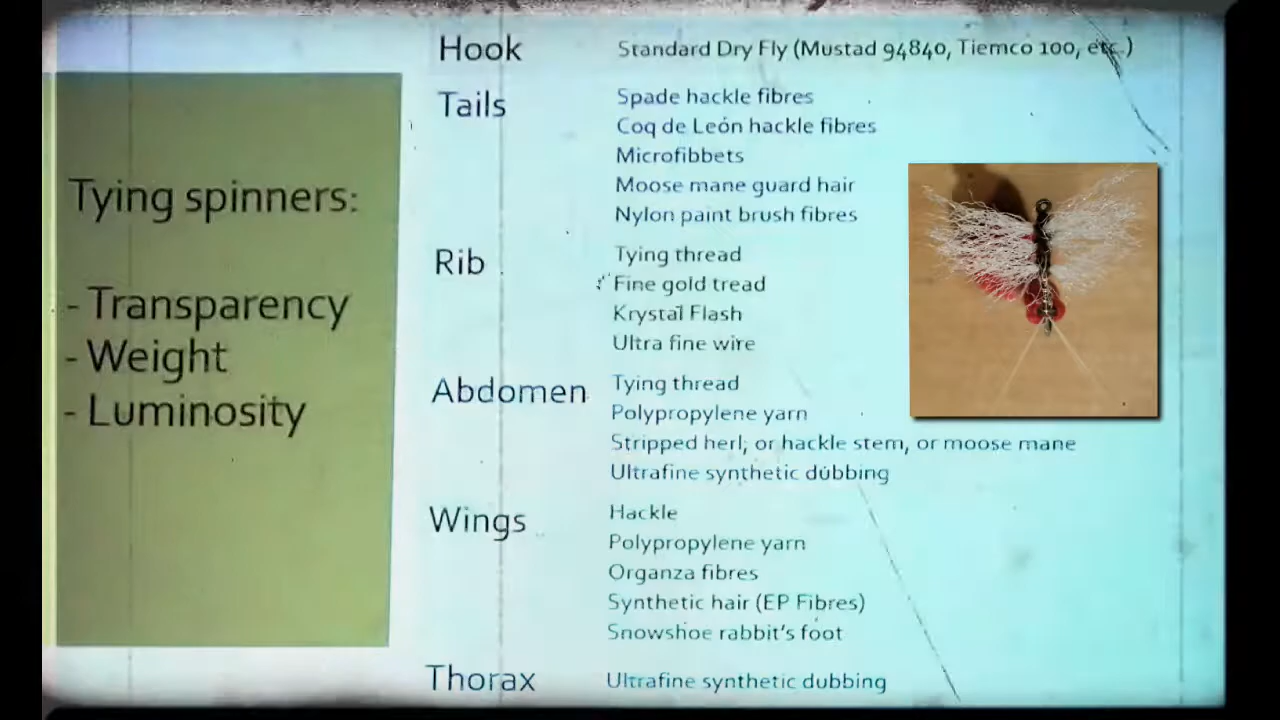 Tying spinners:
- Transparency
- Weight
- Luminosity
Hook Standard Dry Fly (Mustad 94840, Tiemco 100, etc.)
Tails Spade hackle fibres
Coq de León hackle fibres
Microfibbets
Moose mane guard hair
Nylon paint brush fibres
Rib Tying thread
Fine gold tread
Krystal Flash
Ultra fine wire
Abdomen Tying thread
Polypropylene yarn
Stripped herl, or hackle stem, or moose mane
Ultrafine synthetic dubbing
Wings Hackle
Polypropylene yarn
Organza fibres
Synthetic hair (EP Fibres)
Snowshoe rabbit's foot
Thorax Ultrafine synthetic dubbing